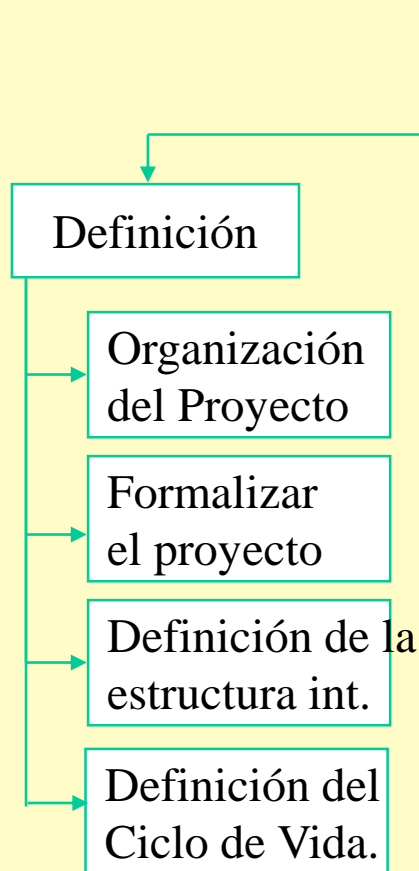 Definición
Organización
del Proyecto
Formalizar
el proyecto
Definición de la
estructura int.
Definición del
Ciclo de Vida.